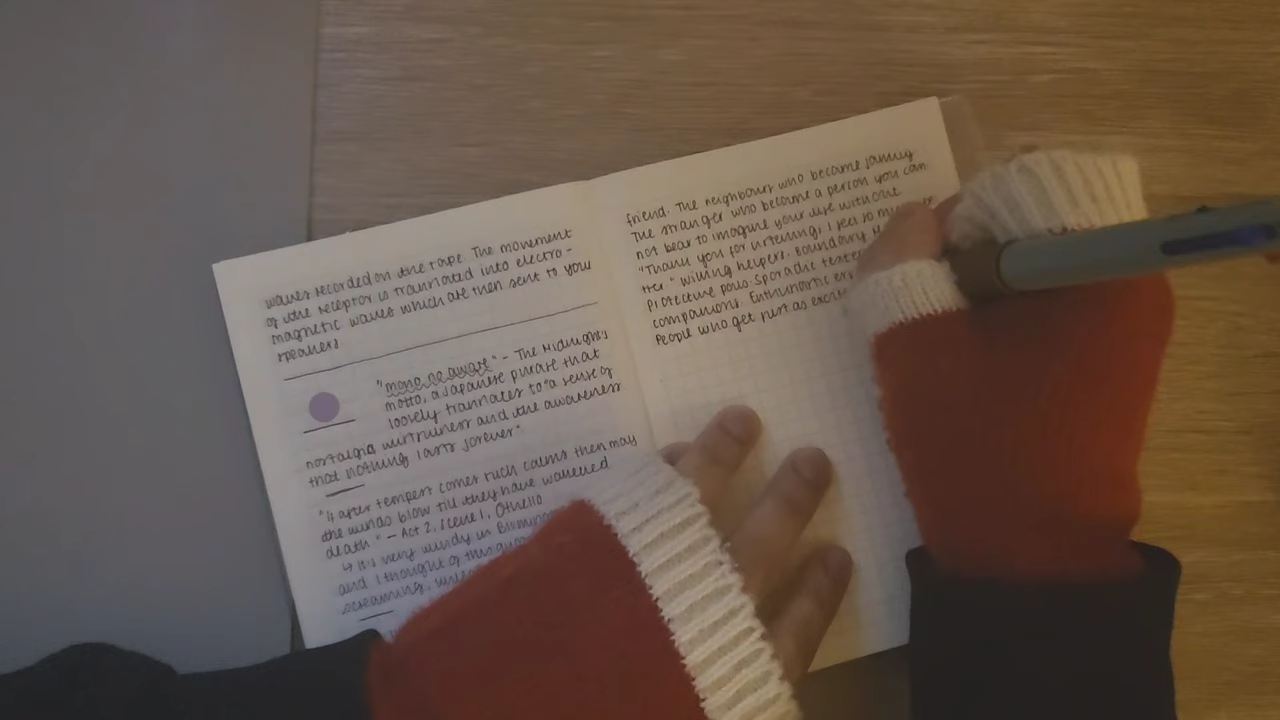 waves recorded on the tape. The movement
of the receptor is translated into electro-
magnetic waves which are then sent to your
speakers
"mono no aware" - The Midnight's
motto, a Japanese phrase that
loosely translates to "a sense of
nostalgia wistfulness and the awareness
that nothing lasts forever"
"If after tempest comes such calms then may
the winds blow till they have wakened
death" - Act 2, Scene 1, Othello
↳ it is very windy in
and I thought of this
screaming,
friend. The neighbours who became family
The stranger who became a person you can
not bear to imagine your life without
"Thank you for listening, I feel so much
" willing helpers. Boundary
Protective pals. Sporadic
companions. Enthusiastic
People who get just as